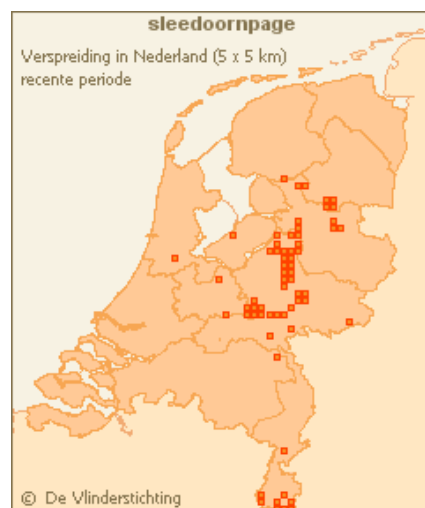 sleedoornpage
Verspreiding in Nederland (5 x 5 km)
recente periode
© De Vlinderstichting